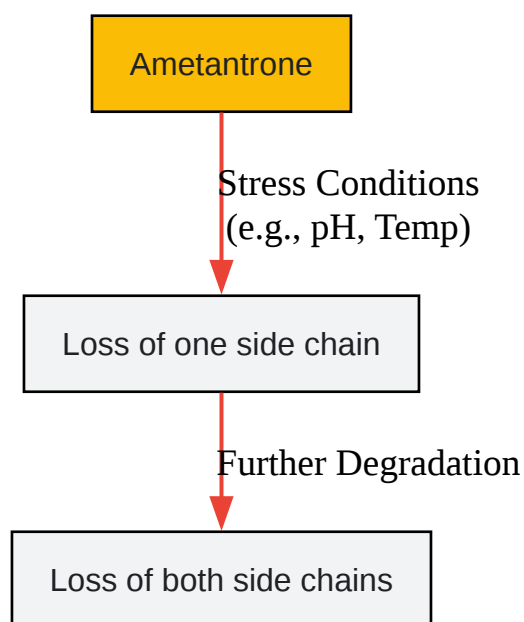 Ametantrone
Stress Conditions
(e.g., pH, Temp)
Loss of one side chain
Further Degradation
Loss of both side chains